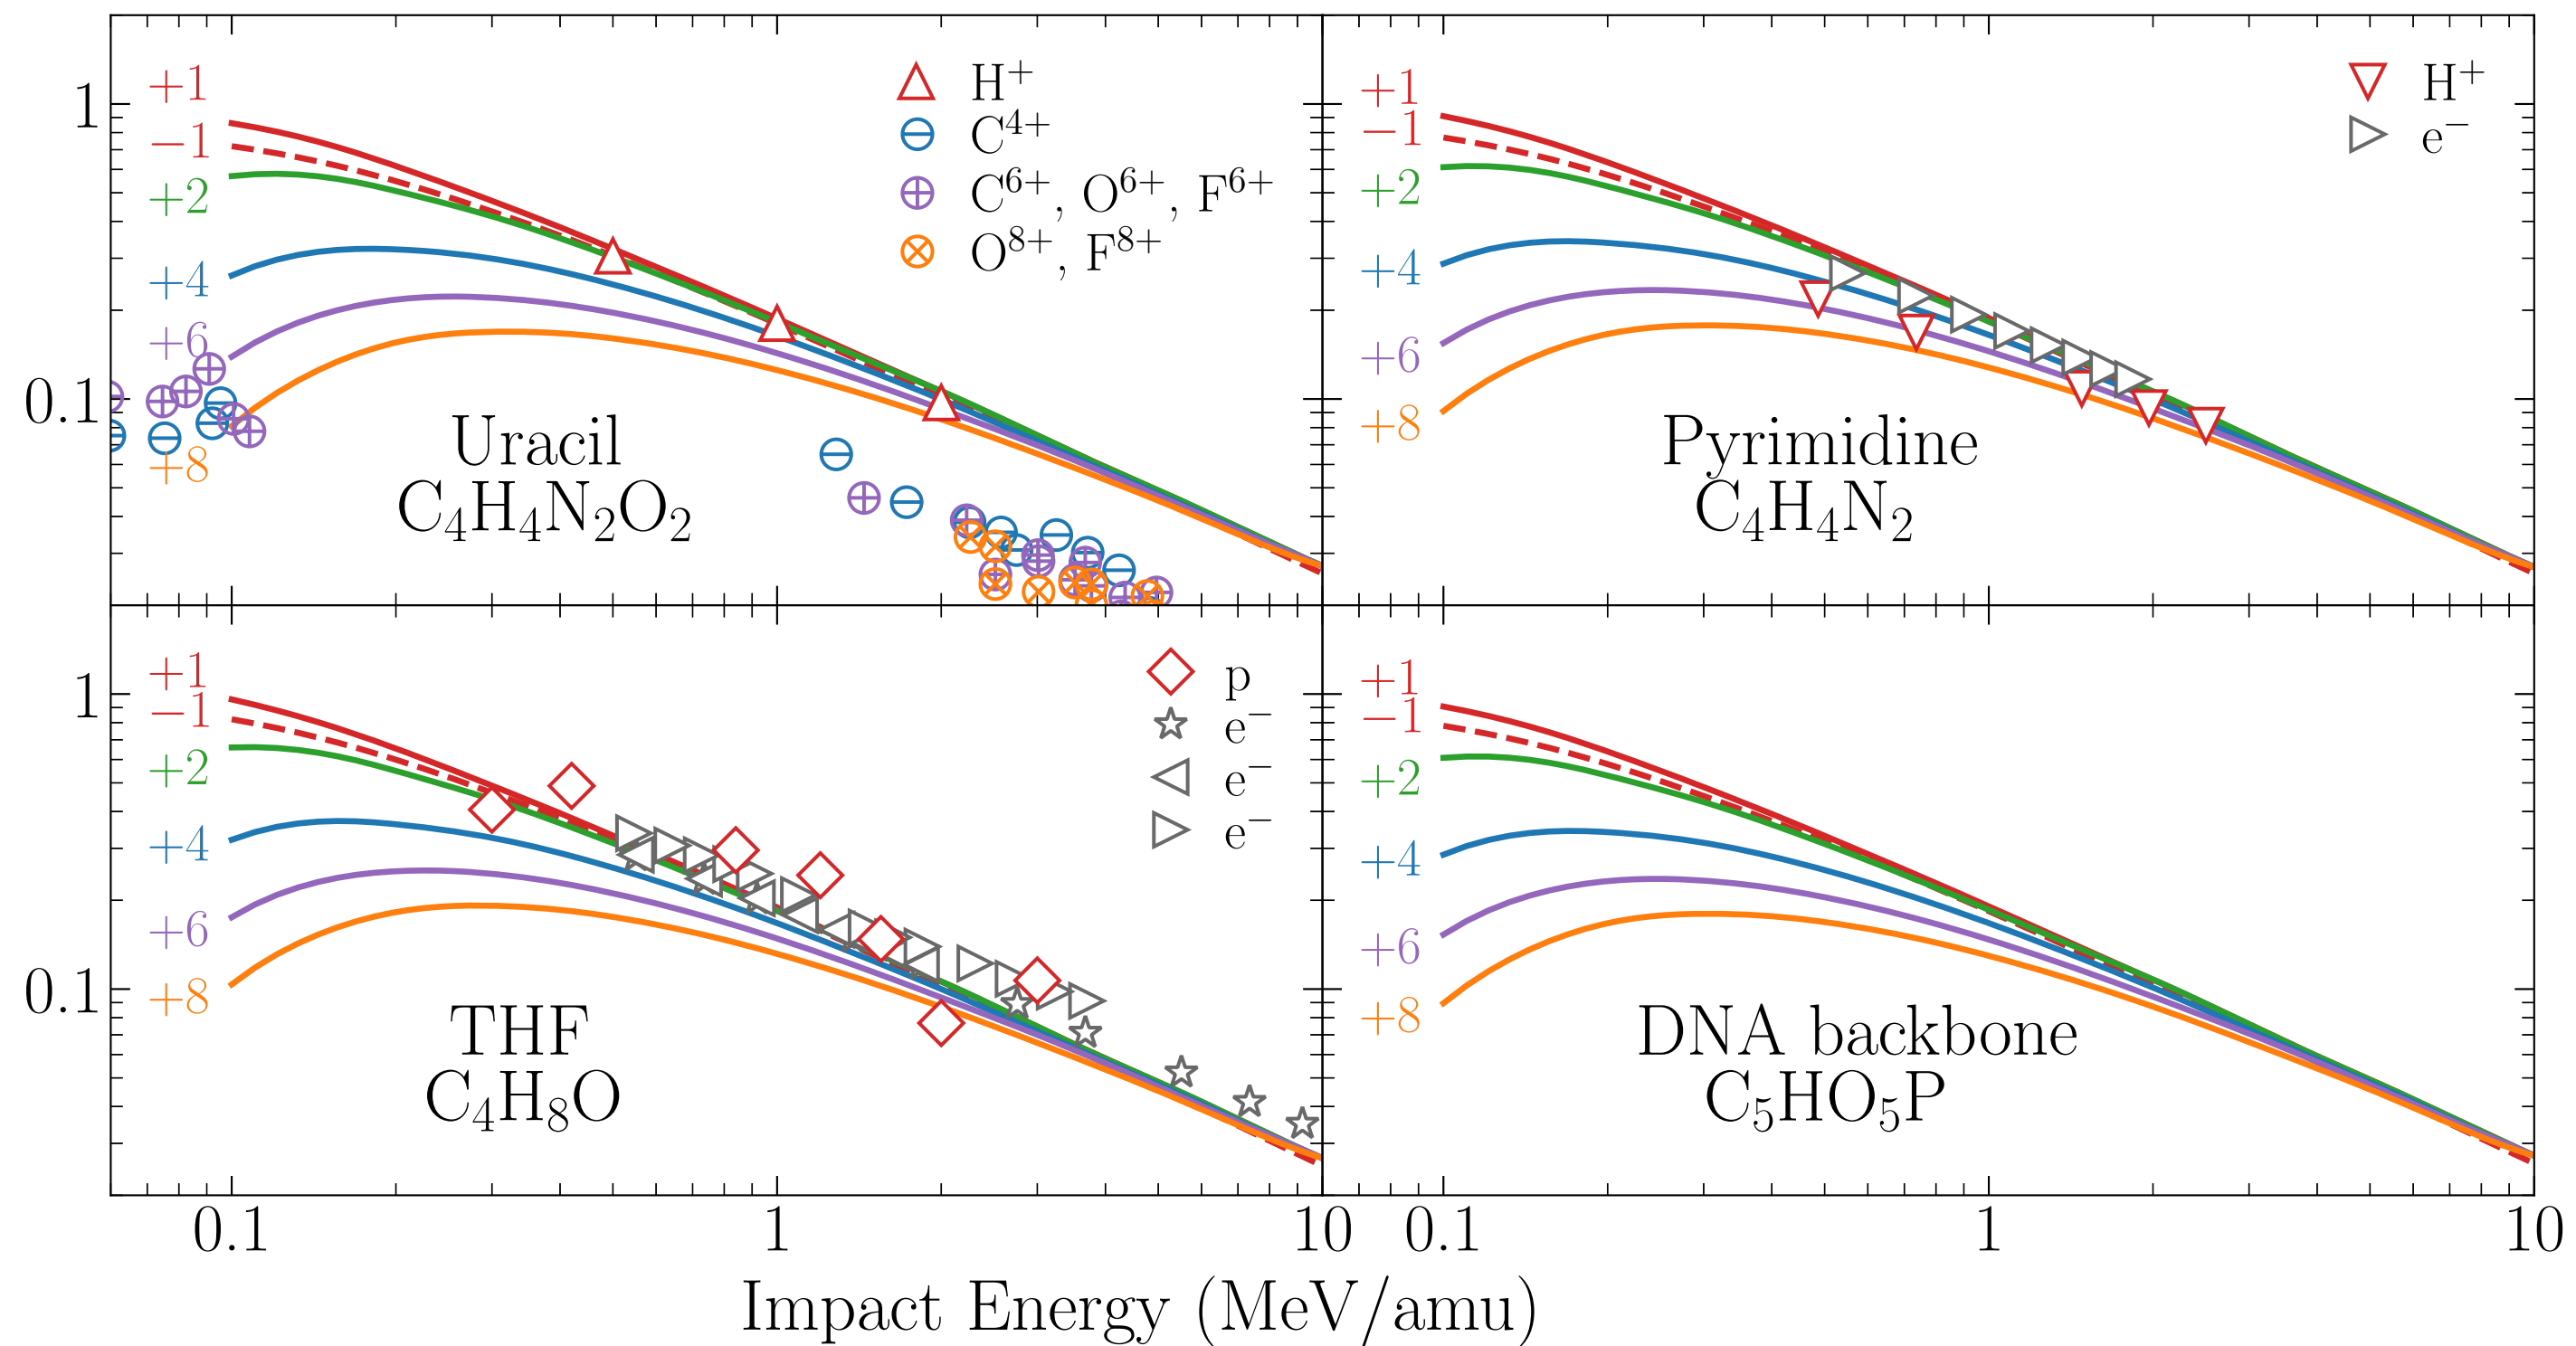 1
0.1
+1
−1
+2
+4
+6
+8
H⁺
C⁴⁺
C⁶⁺, O⁶⁺, F⁶⁺
O⁸⁺, F⁸⁺
Uracil
C₄H₄N₂O₂
+1
−1
+2
+4
+6
+8
H⁺
e⁻
Pyrimidine
C₄H₄N₂
1
0.1
+1
−1
+2
+4
+6
+8
p
e⁻
e⁻
e⁻
THF
C₄H₈O
+1
−1
+2
+4
+6
+8
DNA backbone
C₅HO₅P
0.1 1 10 0.1 1 10
Impact Energy (MeV/amu)